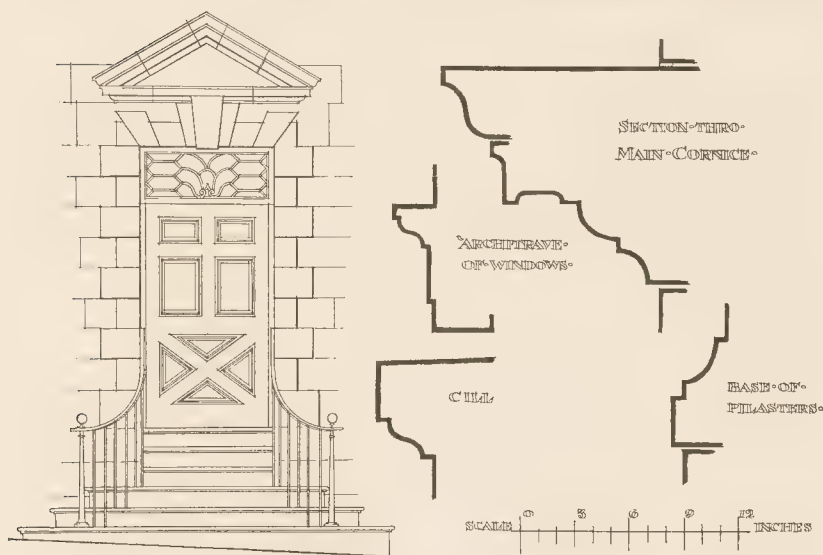 SECTION·THRO·
MAIN·CORNICE·
ARCHITRAVE·
OF·WINDOWS·
CILL
BASE·OF·
PILASTERS·
SCALE 0 3 6 9 12 INCHES